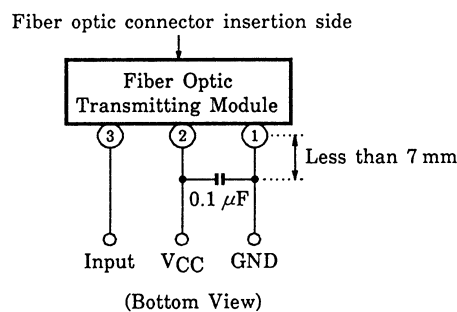 Fiber optic connector insertion side
Fiber Optic
Transmitting Module
3 2 1
Less than 7 mm
0.1 μF
Input VCC GND
(Bottom View)